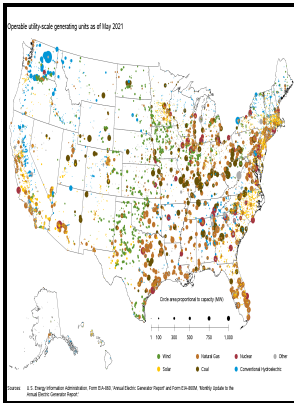 Operable utility-scale generating units as of May 2021
Circle area proportional to capacity (MW)
1 100 300 500 700 1,000
Wind Natural Gas Nuclear Other
Solar Coal Conventional Hydroelectric
Sources: U.S. Energy Information Administration, Form EIA-860, 'Annual Electric Generator Report' and Form EIA-860M, 'Monthly Update to the
Annual Electric Generator Report.'